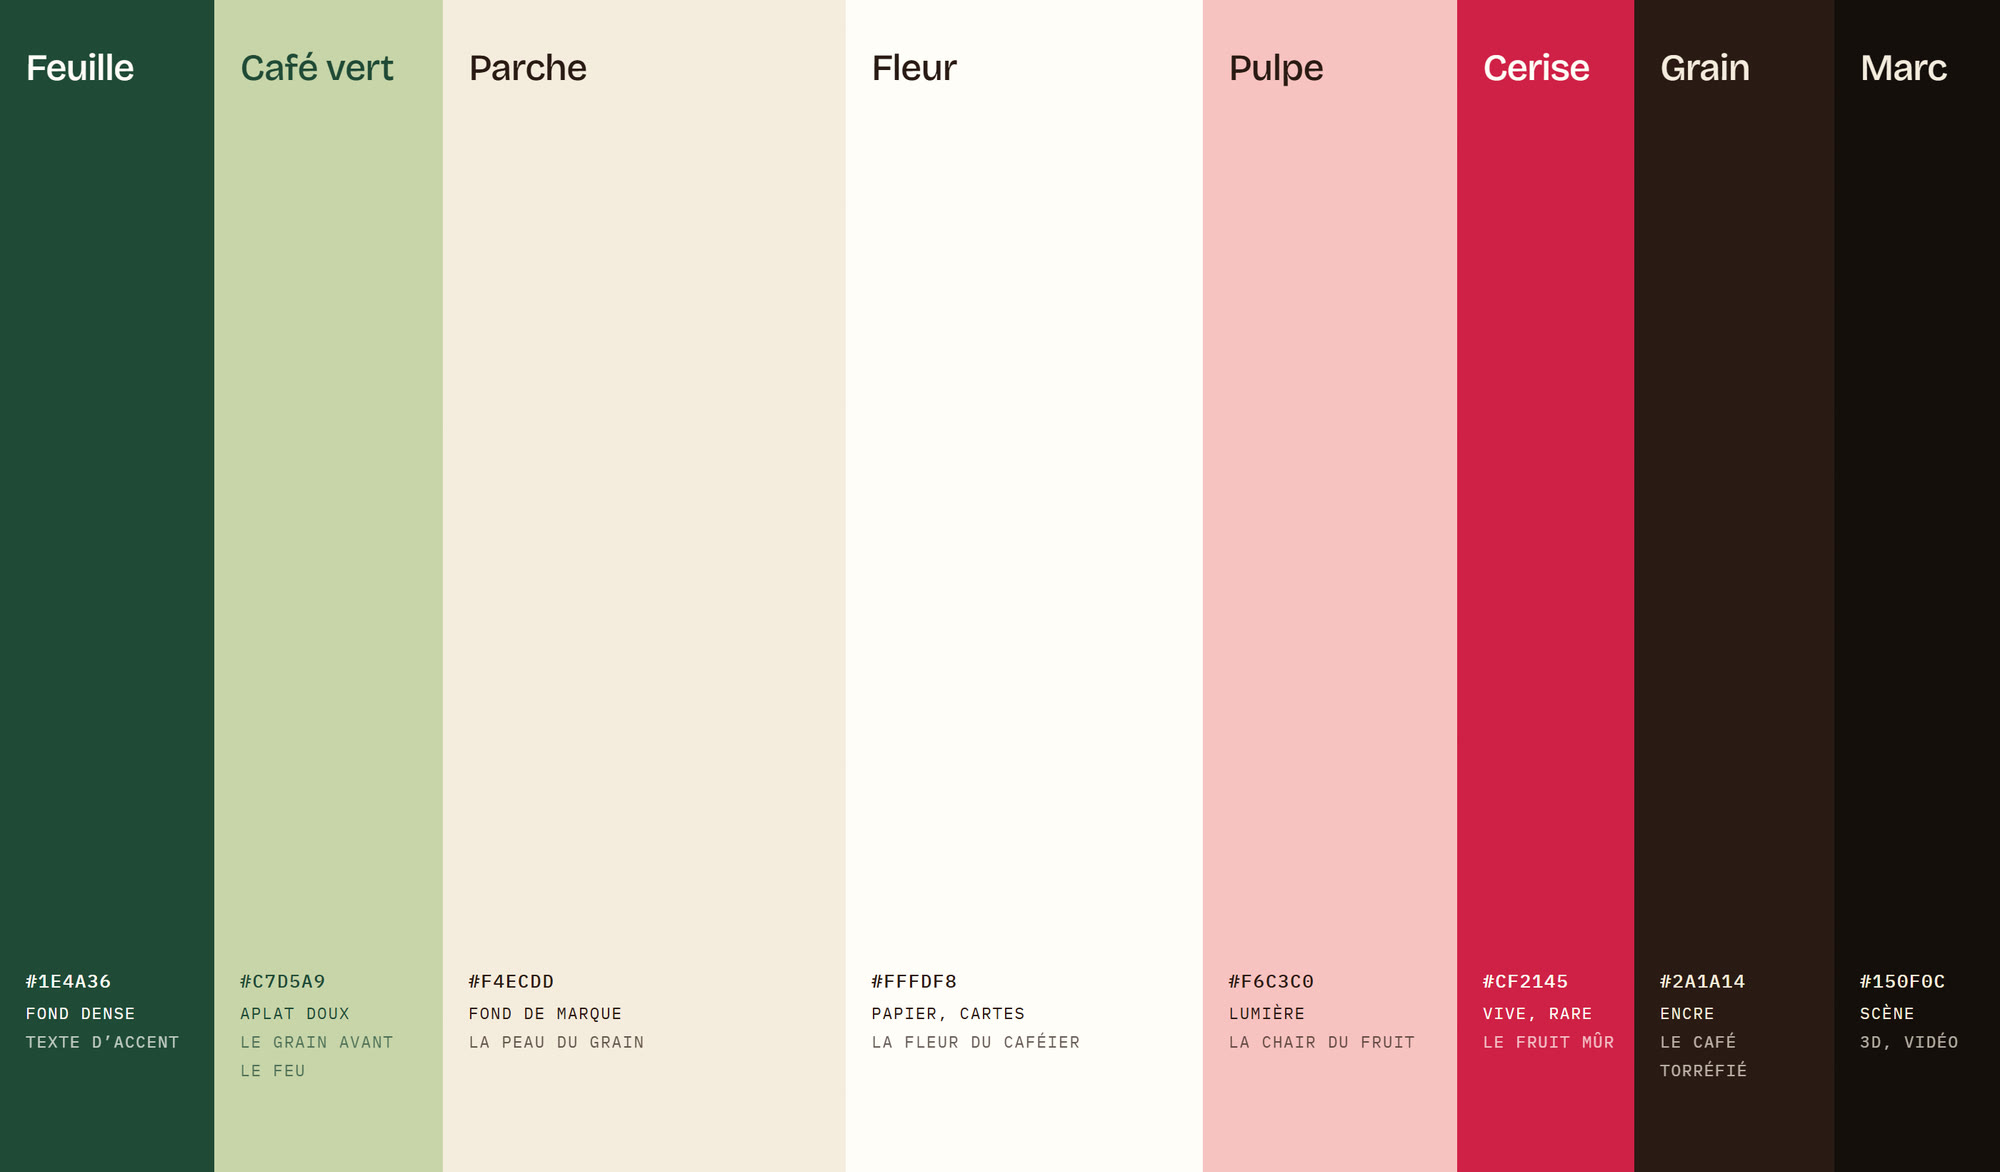 Feuille
#1E4A36
FOND DENSE
TEXTE D’ACCENT
Café vert
#C7D5A9
APLAT DOUX
LE GRAIN AVANT
LE FEU
Parche
#F4ECDD
FOND DE MARQUE
LA PEAU DU GRAIN
Fleur
#FFFDF8
PAPIER, CARTES
LA FLEUR DU CAFÉIER
Pulpe
#F6C3C0
LUMIÈRE
LA CHAIR DU FRUIT
Cerise
#CF2145
VIVE, RARE
LE FRUIT MÛR
Grain
#2A1A14
ENCRE
LE CAFÉ
TORRÉFIÉ
Marc
#150F0C
SCÈNE
3D, VIDÉO